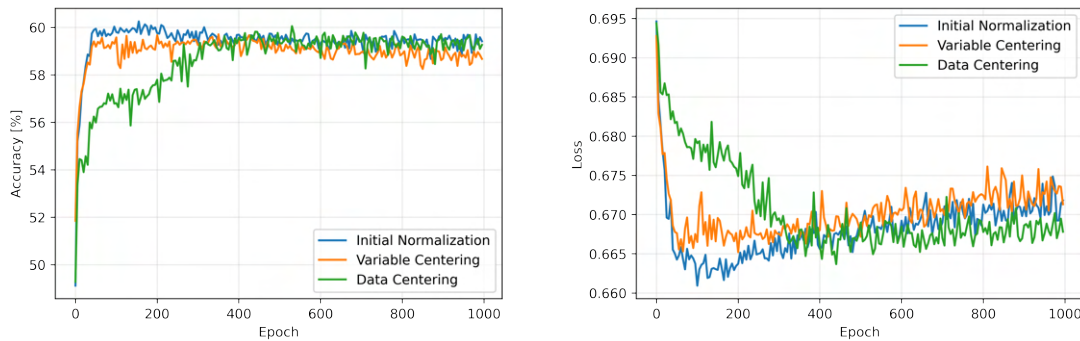 Accuracy [%]
60
58
56
54
52
50
0
200
400
600
800
1000
Epoch
Initial Normalization
Variable Centering
Data Centering
Loss
0.695
0.690
0.685
0.680
0.675
0.670
0.665
0.660
0
200
400
600
800
1000
Epoch
Initial Normalization
Variable Centering
Data Centering